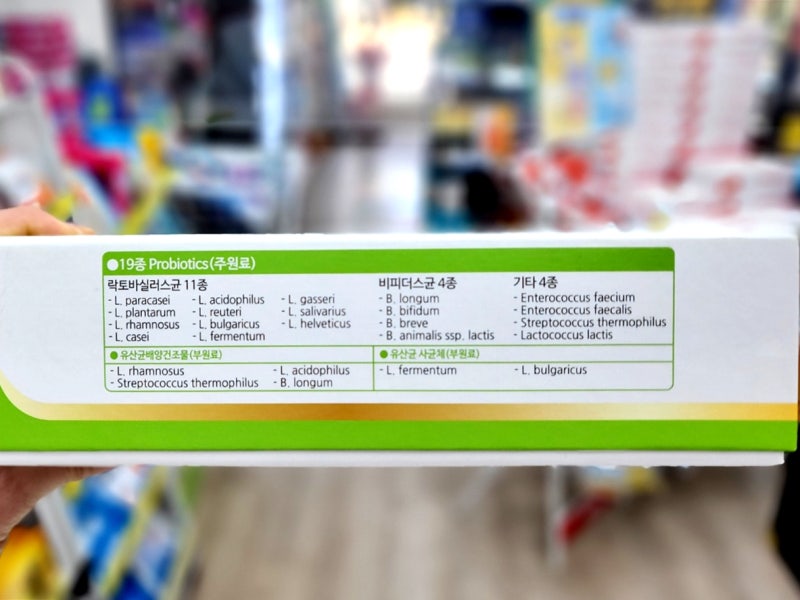 ●19종 Probiotics(주원료)
락토바실러스균 11종
- L. paracasei
- L. plantarum
- L. rhamnosus
- L. casei
- L. acidophilus
- L. reuteri
- L. bulgaricus
- L. fermentum
- L. gasseri
- L. salivarius
- L. helveticus
비피더스균 4종
- B. longum
- B. bifidum
- B. breve
- B. animalis ssp. lactis
기타 4종
- Enterococcus faecium
- Enterococcus faecalis
- Streptococcus thermophilus
- Lactococcus lactis
● 유산균배양건조물(부원료)
- L. rhamnosus
- Streptococcus thermophilus
- L. acidophilus
- B. longum
● 유산균 사균체(부원료)
- L. fermentum
- L. bulgaricus